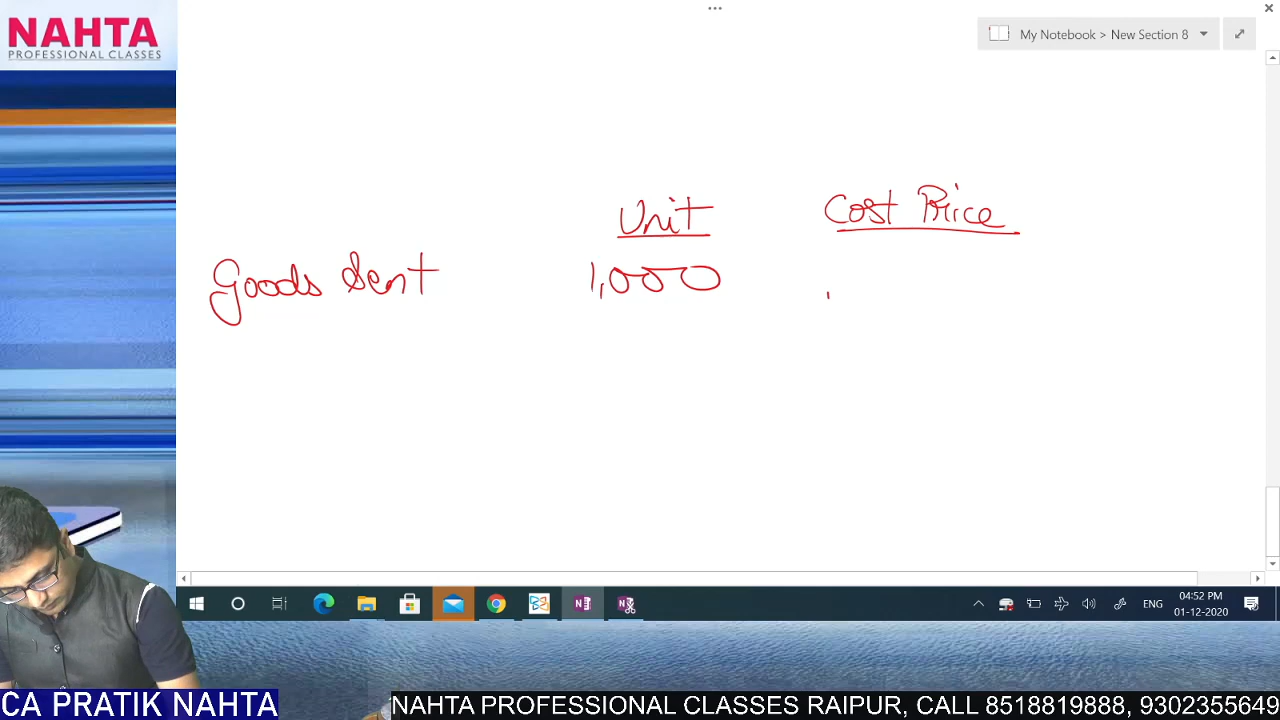 NAHTA
PROFESSIONAL CLASSES
My Notebook > New Section 8
Unit Cost Price
Goods Sent 1,000
ENG
04:52 PM
01-12-2020
CA PRATIK NAHTA
NAHTA PROFESSIONAL CLASSES RAIPUR, CALL 8518819888, 9302355649